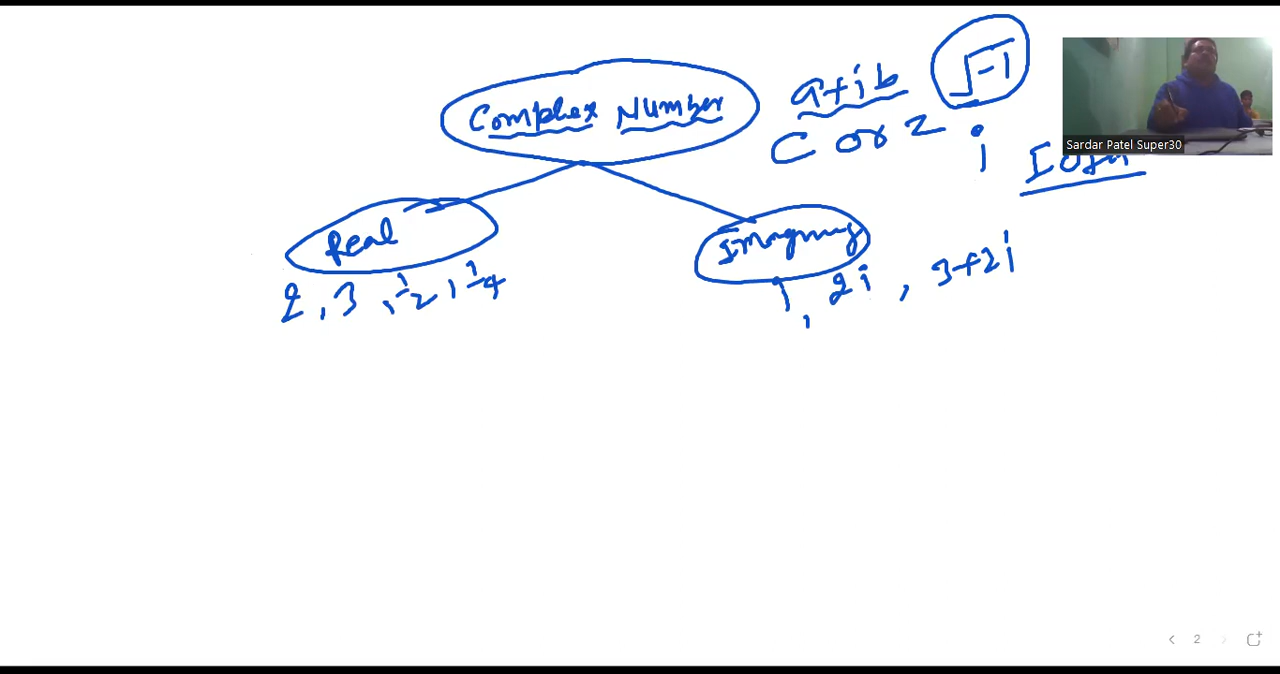 Complex Number
a+ib
√-1
C or z
i
Iota
Real
Imaginary
2, 3, 1/2, 1/4
i, 2i, 3+2i
Sardar Patel Super30
2